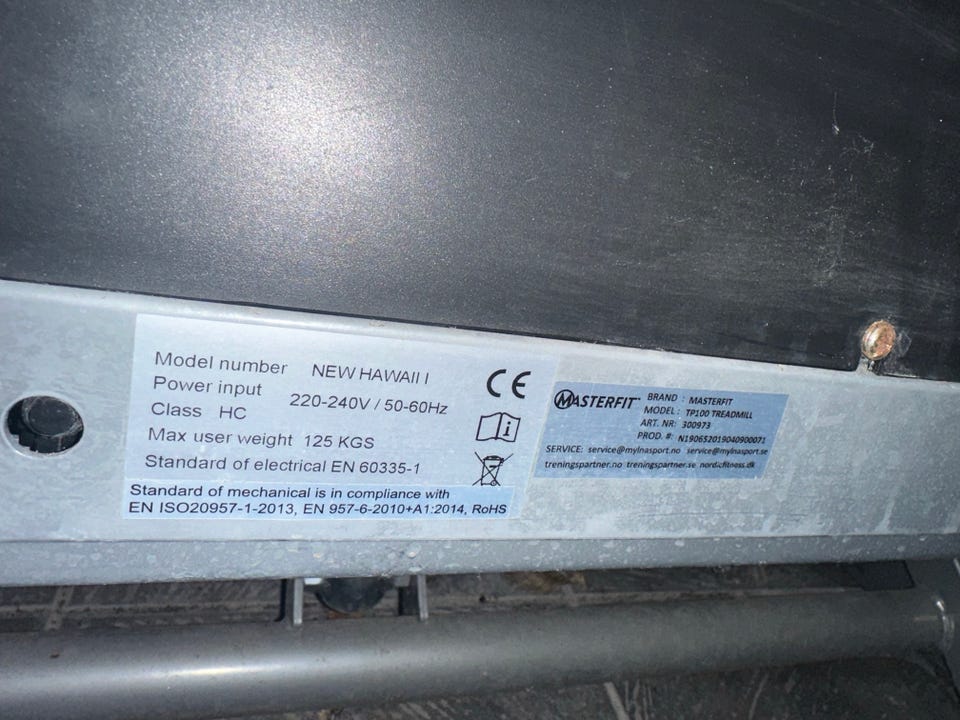 Model number NEW HAWAII I
Power input 220-240V / 50-60Hz
Class HC
Max user weight 125 KGS
Standard of electrical EN 60335-1
Standard of mechanical is in compliance with
EN ISO20957-1-2013, EN 957-6-2010+A1:2014, RoHS
CE
MASTERFIT
BRAND : MASTERFIT
MODEL : TP100 TREADMILL
ART. NR: 300973
PROD. #: N190652019040900071
SERVICE: service@mylnasport.no service@mylnasport.se
treningspartner.no treningspartner.se nordicfitness.dk